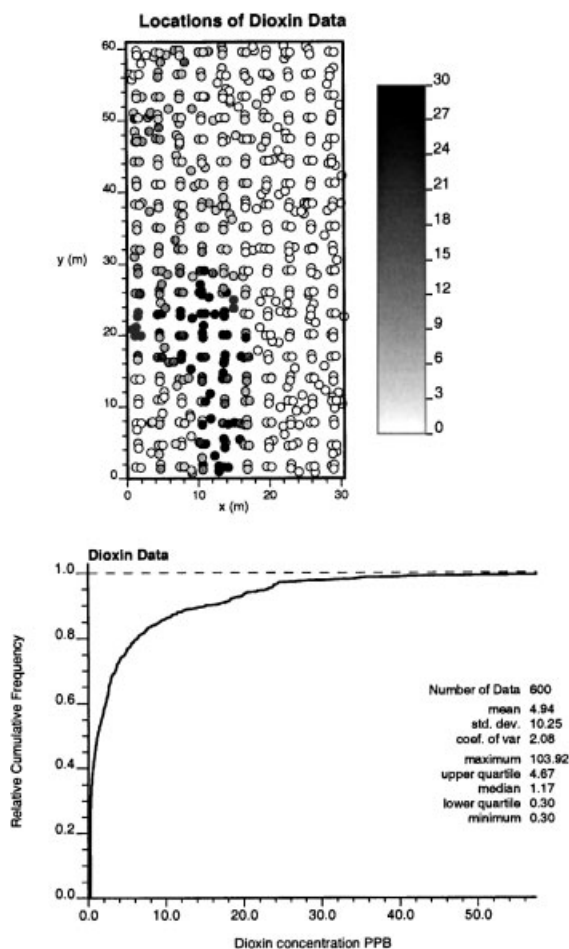 Locations of Dioxin Data
60
50
40
y (m)
30
20
10
0
0 10 20 30
x (m)
30
27
24
21
18
15
12
9
6
3
0
Dioxin Data
1.0
0.8
0.6
0.4
0.2
0.0
Relative Cumulative Frequency
Number of Data 600
mean 4.94
std. dev. 10.25
coef. of var 2.08
maximum 103.92
upper quartile 4.67
median 1.17
lower quartile 0.30
minimum 0.30
0.0 10.0 20.0 30.0 40.0 50.0
Dioxin concentration PPB